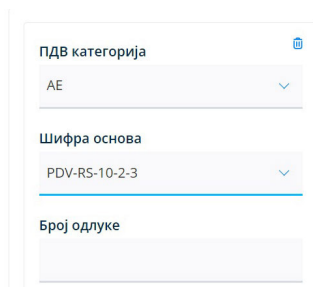 ПДВ категорија
AE
Шифра основа
PDV-RS-10-2-3
Број одлуке